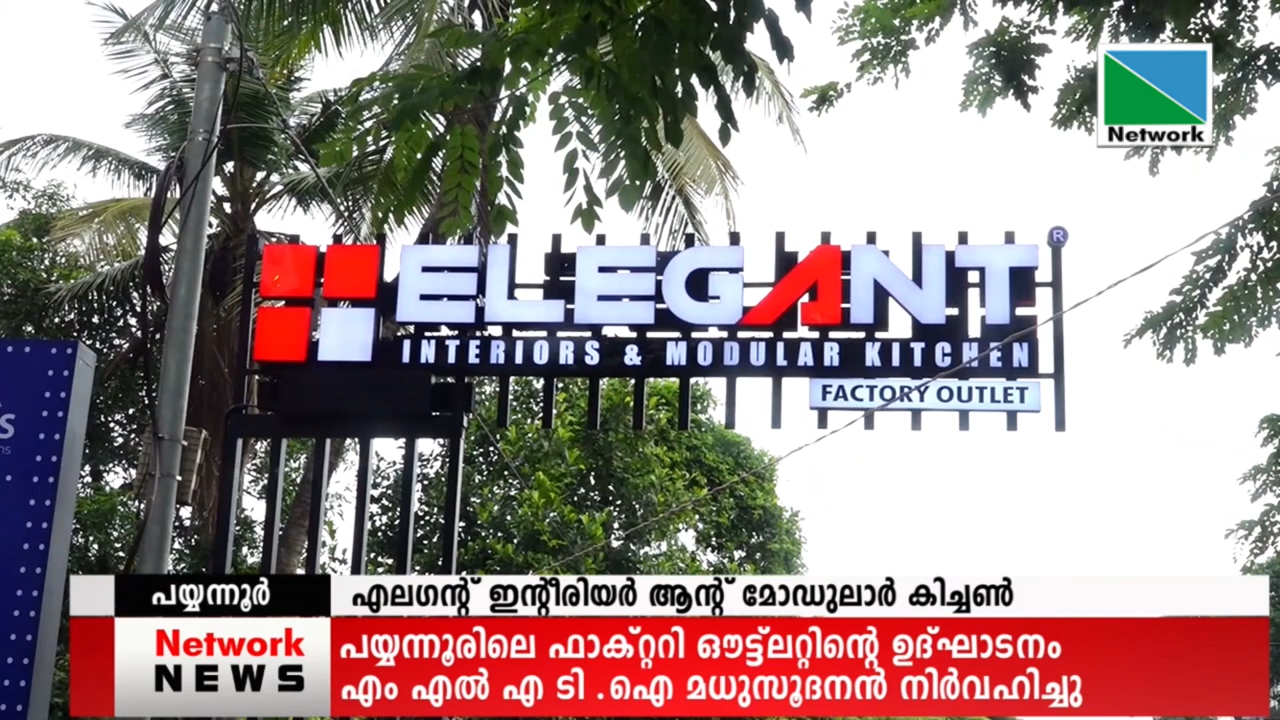 Network
ELEGANT
R
INTERIORS & MODULAR KITCHEN
FACTORY OUTLET
s
ns
പയ്യന്നൂർ
എലഗന്റ് ഇന്റീരിയർ ആന്റ് മോഡുലാർ കിച്ചൺ
Network
NEWS
പയ്യന്നൂരിലെ ഫാക്റ്ററി ഔട്ട്ലറ്റിന്റെ ഉദ്ഘാടനം
എം എൽ എ ടി .ഐ മധുസൂദനൻ നിർവഹിച്ചു